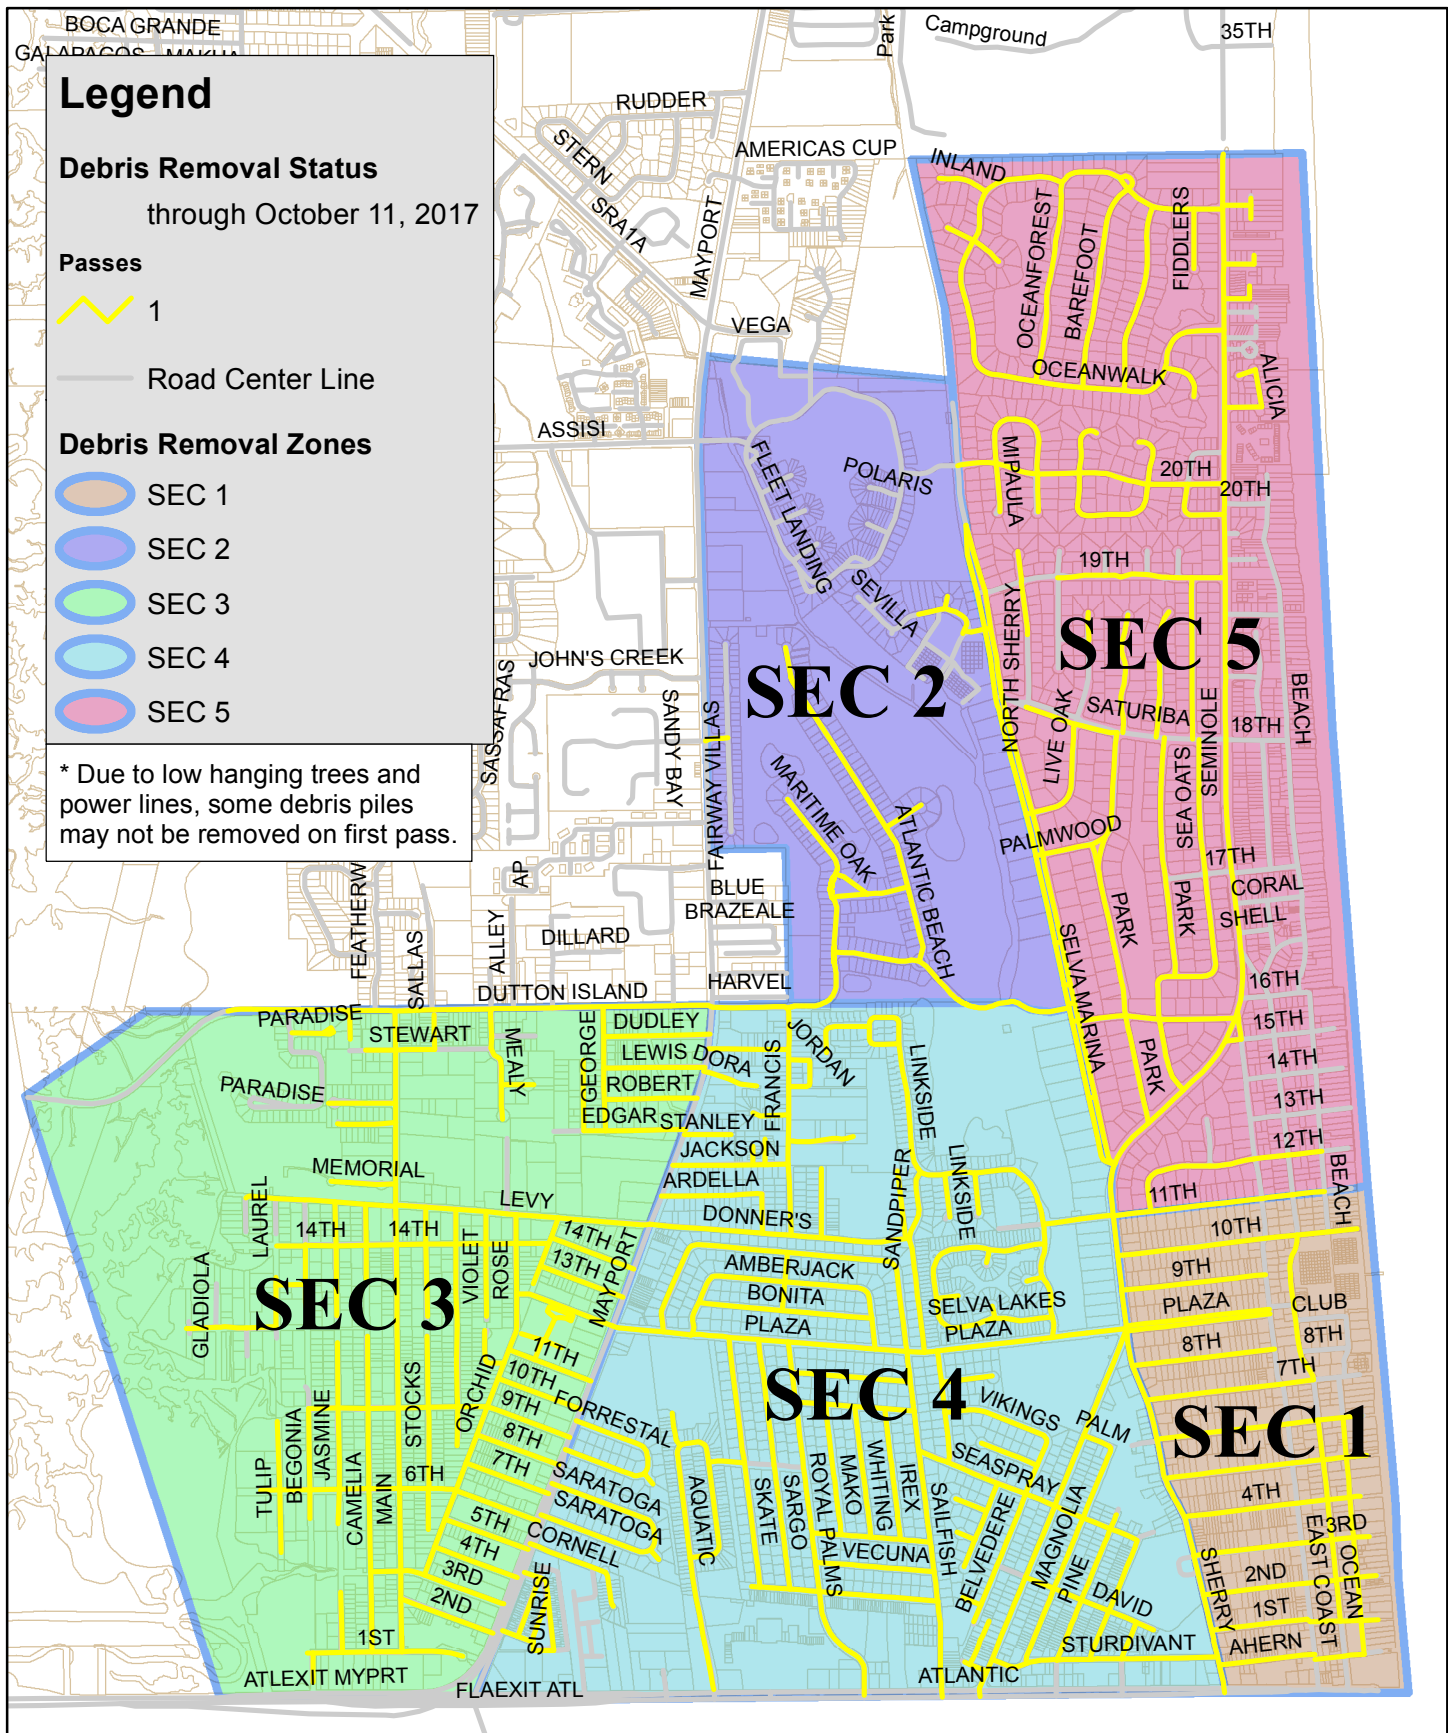 BOCA GRANDE
Legend
Debris Removal Status
through October 11, 2017
Passes
1
Road Center Line
Debris Removal Zones
SEC 1
SEC 2
SEC 3
SEC 4
SEC 5
* Due to low hanging trees and
power lines, some debris piles
may not be removed on first pass.
Park
Campground
35TH
RUDDER
STERN
AMERICAS CUP
SRA1A
MAYPORT
VEGA
ASSISI
INLAND
OCEANFOREST
BAREFOOT
FIDDLERS
OCEANWALK
ALICIA
FLEET LANDING
POLARIS
MIPAULA
20TH
20TH
19TH
SEVILLA
NORTH SHERRY
SEC 5
SEC 2
JOHN'S CREEK
SASSAFRAS
SANDY BAY
FAIRWAY VILLAS
LIVE OAK
SATURIBA
SEMINOLE
18TH
BEACH
MARITIME OAK
ATLANTIC BEACH
PALMWOOD
SEA OATS
17TH
CORAL
SHELL
PARK
PARK
FEATHERW
SALLAS
AP
ALLEY
DILLARD
BLUE
BRAZEALE
HARVEL
DUTTON ISLAND
SELVA MARINA
16TH
15TH
14TH
13TH
12TH
PARK
11TH
BEACH
PARADISE
STEWART
MEALY
GEORGE
DUDLEY
LEWIS
DORA
ROBERT
EDGAR
STANLEY
FRANCIS
JORDAN
LINKSIDE
PARADISE
JACKSON
ARDELLA
MEMORIAL
LAUREL
LEVY
DONNER'S
SANDPIPER
LINKSIDE
10TH
14TH
14TH
VIOLET
ROSE
14TH
13TH
MAYPORT
AMBERJACK
BONITA
PLAZA
SELVA LAKES
PLAZA
9TH
PLAZA
CLUB
8TH
8TH
7TH
GLADIOLA
SEC 3
11TH
10TH
9TH
8TH
7TH
FORRESTAL
ORCHID
STOCKS
SEC 4
VIKINGS
PALM
SEC 1
TULIP
BEGONIA
JASMINE
CAMELIA
MAIN
6TH
SARATOGA
SARATOGA
AQUATIC
SKATE
SARGO
ROYAL PALMS
MAKO
WHITING
IREX
SAILFISH
SEASPRAY
BELVEDERE
MAGNOLIA
PINE
4TH
3RD
5TH
4TH
3RD
2ND
CORNELL
SUNRISE
VECUNA
DAVID
SHERRY
2ND
1ST
EAST COAST
OCEAN
1ST
STURDIVANT
AHERN
ATLEXIT MYPRT
FLAEXIT ATL
ATLANTIC